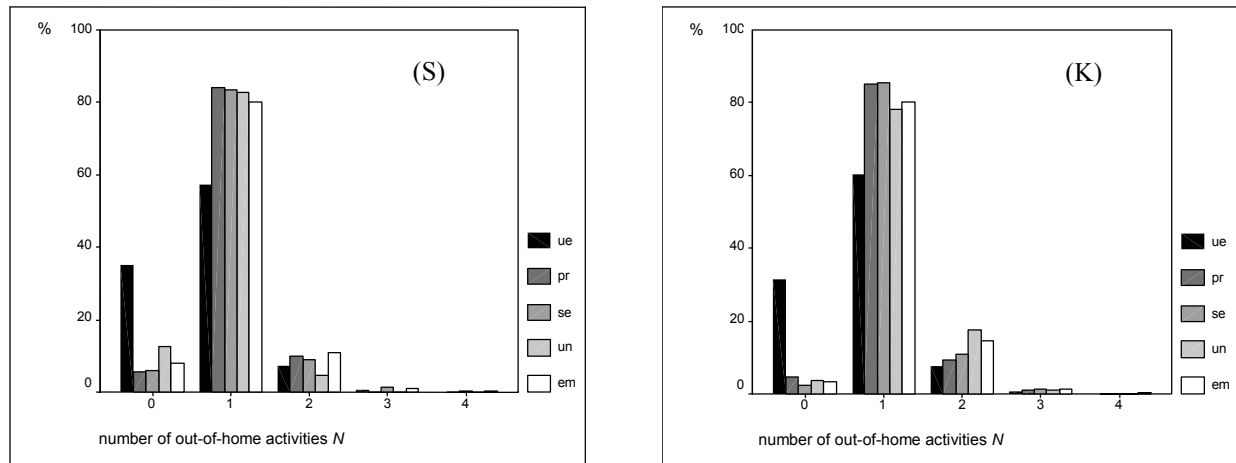 %
100
80
60
40
20
0
(S)
0 1 2 3 4
number of out-of-home activities N
ue
pr
se
un
em
%
100
80
60
40
20
0
(K)
0 1 2 3 4
number of out-of-home activities N
ue
pr
se
un
em